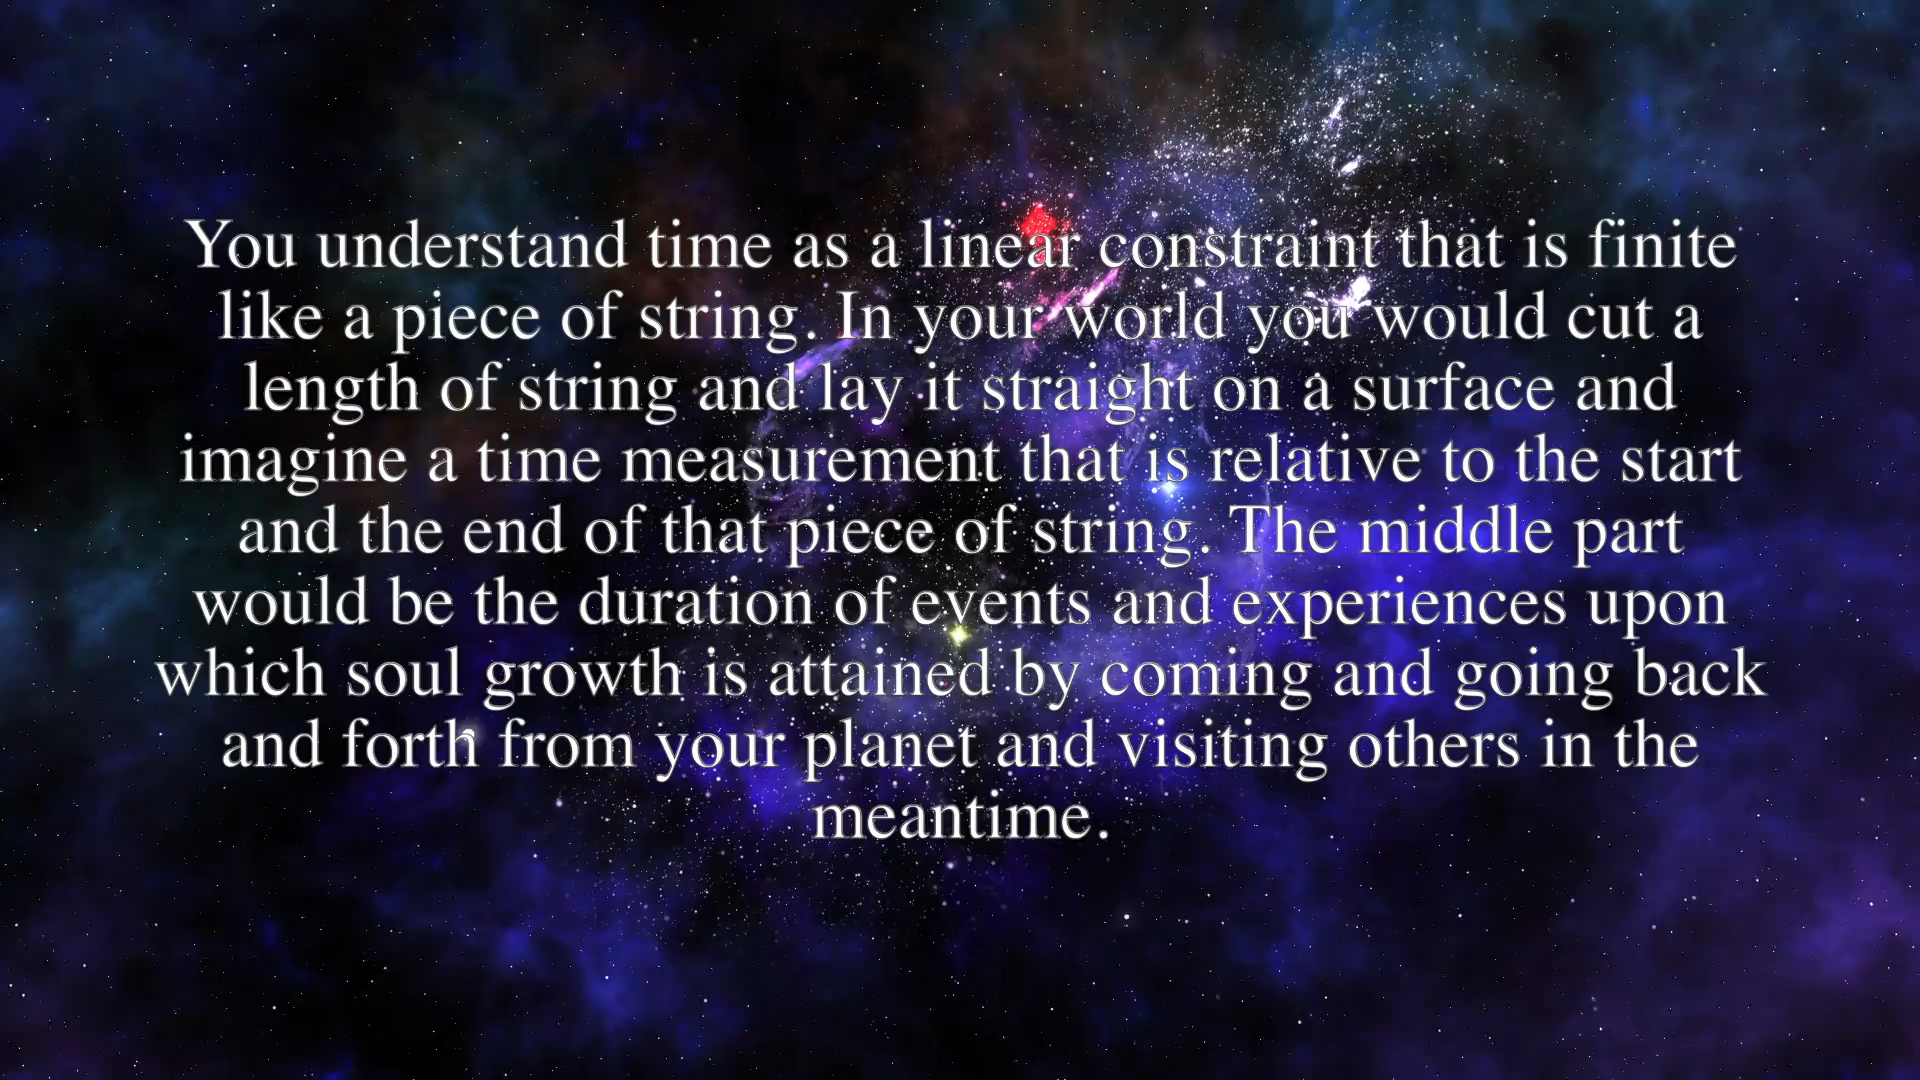 You understand time as a linear constraint that is finite
like a piece of string. In your world you would cut a
length of string and lay it straight on a surface and
imagine a time measurement that is relative to the start
and the end of that piece of string. The middle part
would be the duration of events and experiences upon
which soul growth is attained by coming and going back
and forth from your planet and visiting others in the
meantime.